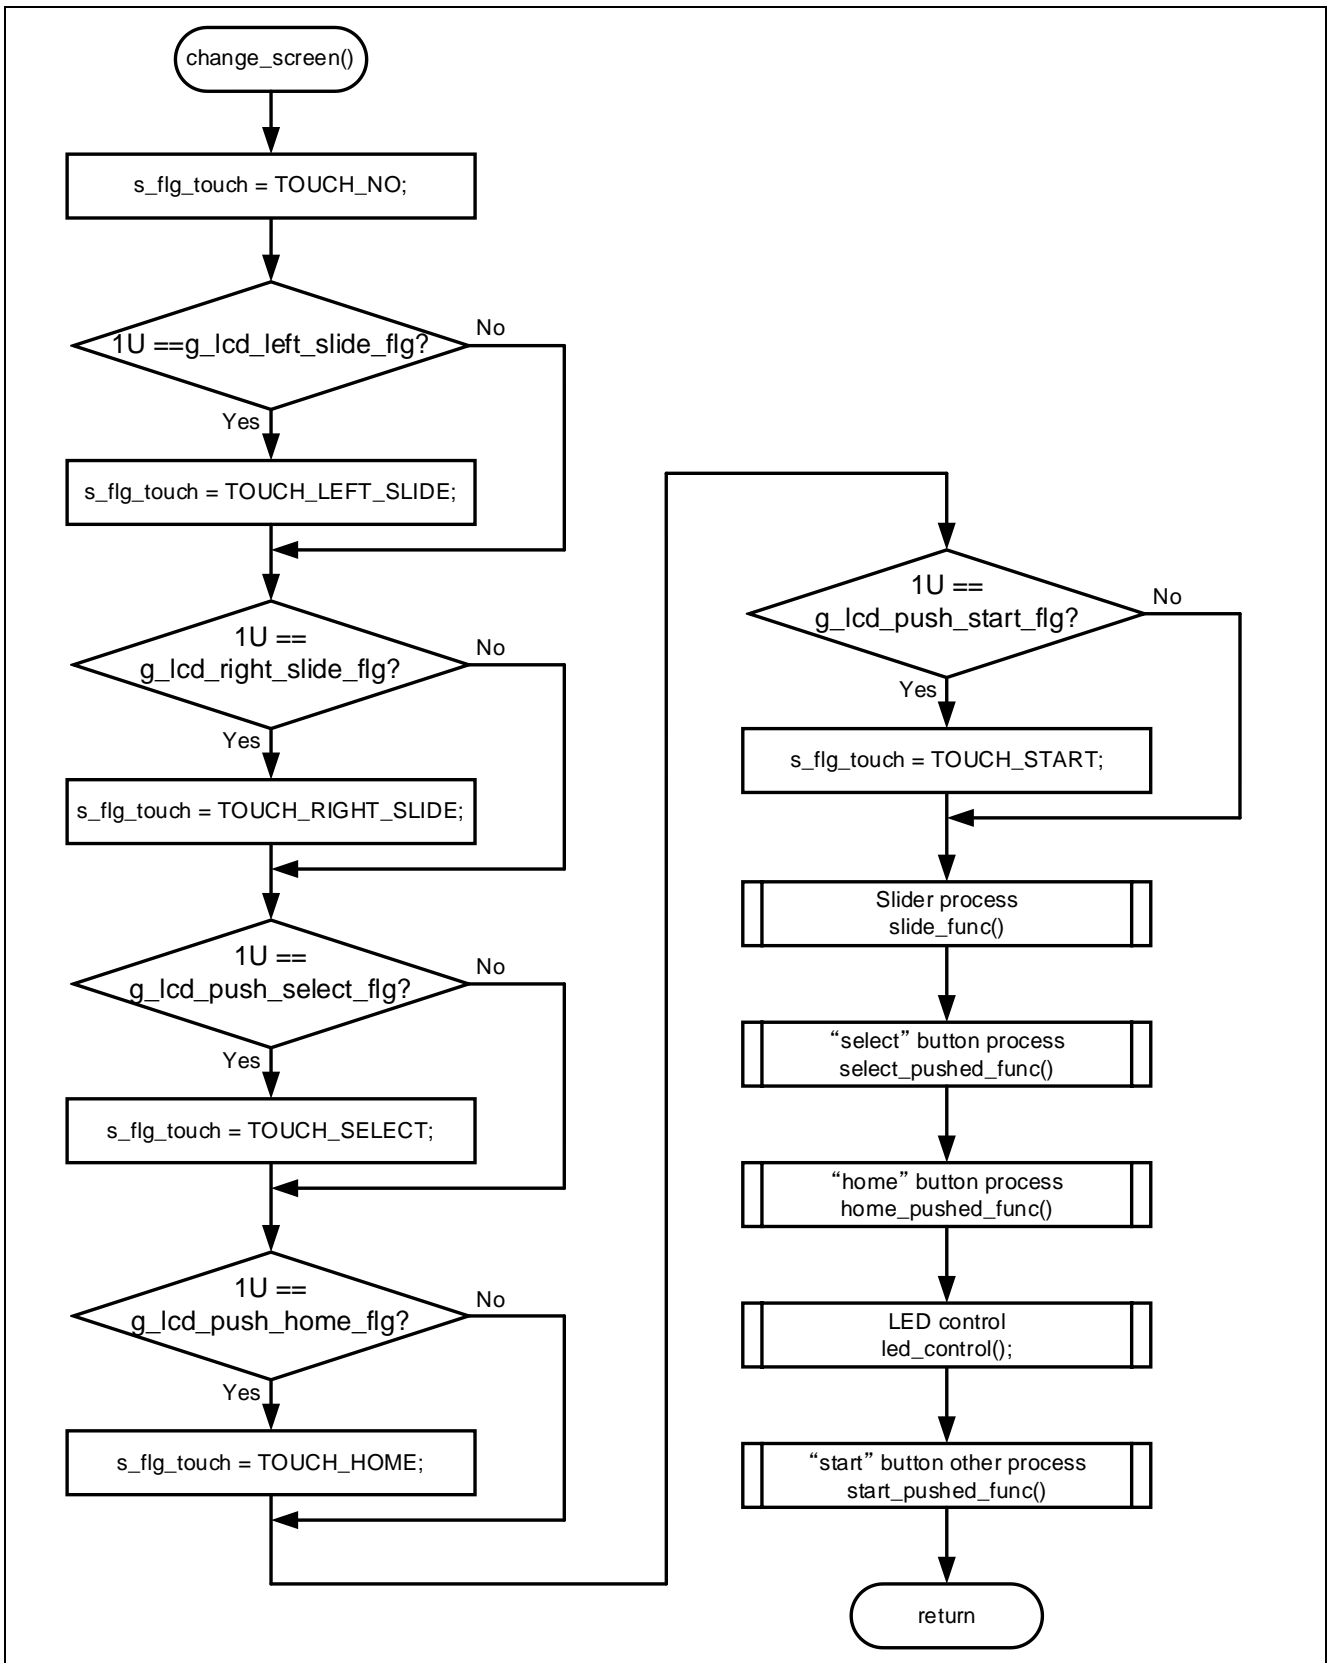 change_screen()
s_flg_touch = TOUCH_NO;
1U ==g_lcd_left_slide_flg?
No
Yes
s_flg_touch = TOUCH_LEFT_SLIDE;
1U ==
g_lcd_right_slide_flg?
No
Yes
s_flg_touch = TOUCH_RIGHT_SLIDE;
1U ==
g_lcd_push_select_flg?
No
Yes
s_flg_touch = TOUCH_SELECT;
1U ==
g_lcd_push_home_flg?
No
Yes
s_flg_touch = TOUCH_HOME;
1U ==
g_lcd_push_start_flg?
No
Yes
s_flg_touch = TOUCH_START;
Slider process
slide_func()
“select” button process
select_pushed_func()
“home” button process
home_pushed_func()
LED control
led_control();
“start” button other process
start_pushed_func()
return